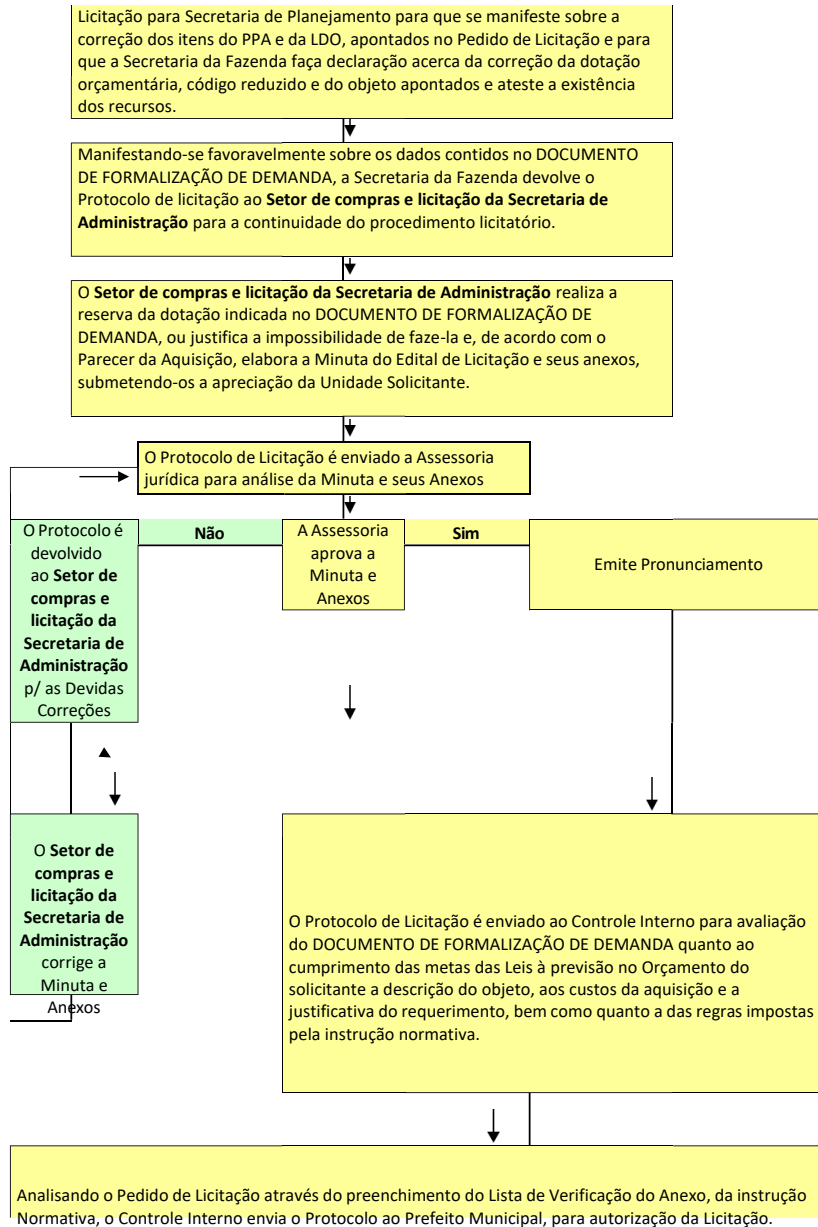 Licitação para Secretaria de Planejamento para que se manifeste sobre a
correção dos itens do PPA e da LDO, apontados no Pedido de Licitação e para
que a Secretaria da Fazenda faça declaração acerca da correção da dotação
orçamentária, código reduzido e do objeto apontados e ateste a existência
dos recursos.
Manifestando-se favoravelmente sobre os dados contidos no DOCUMENTO
DE FORMALIZAÇÃO DE DEMANDA, a Secretaria da Fazenda devolve o
Protocolo de licitação ao Setor de compras e licitação da Secretaria de
Administração para a continuidade do procedimento licitatório.
O Setor de compras e licitação da Secretaria de Administração realiza a
reserva da dotação indicada no DOCUMENTO DE FORMALIZAÇÃO DE
DEMANDA, ou justifica a impossibilidade de faze-la e, de acordo com o
Parecer da Aquisição, elabora a Minuta do Edital de Licitação e seus anexos,
submetendo-os a apreciação da Unidade Solicitante.
O Protocolo de Licitação é enviado a Assessoria
jurídica para análise da Minuta e seus Anexos
O Protocolo é
devolvido
ao Setor de
compras e
licitação da
Secretaria de
Administração
p/ as Devidas
Correções
Não
A Assessoria
aprova a
Minuta e
Anexos
Sim
Emite Pronunciamento
O Setor de
compras e
licitação da
Secretaria de
Administração
corrige a
Minuta e
Anexos
O Protocolo de Licitação é enviado ao Controle Interno para avaliação
do DOCUMENTO DE FORMALIZAÇÃO DE DEMANDA quanto ao
cumprimento das metas das Leis à previsão no Orçamento do
solicitante a descrição do objeto, aos custos da aquisição e a
justificativa do requerimento, bem como quanto a das regras impostas
pela instrução normativa.
Analisando o Pedido de Licitação através do preenchimento do Lista de Verificação do Anexo, da instrução
Normativa, o Controle Interno envia o Protocolo ao Prefeito Municipal, para autorização da Licitação.